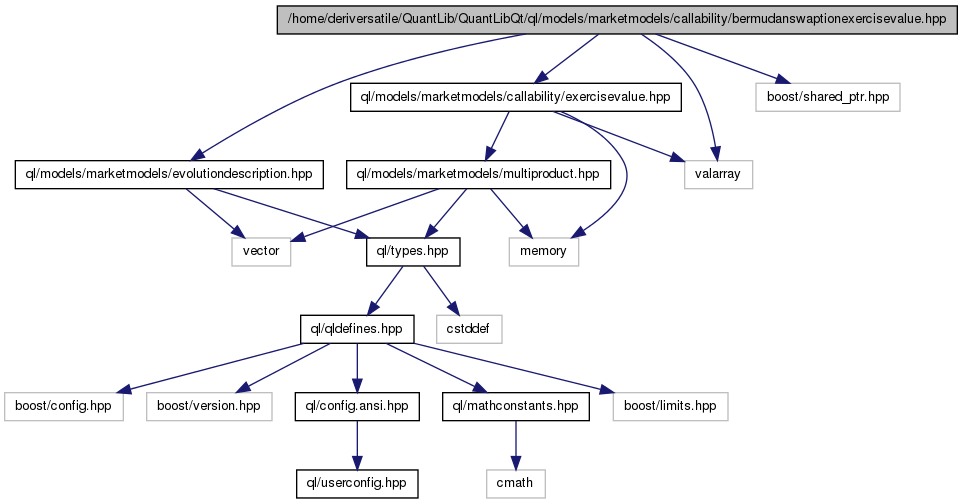 /home/deriversatile/QuantLib/QuantLibQt/ql/models/marketmodels/callability/bermudanswaptionexercisevalue.hpp
ql/models/marketmodels/callability/exercisevalue.hpp
boost/shared_ptr.hpp
ql/models/marketmodels/evolutiondescription.hpp
ql/models/marketmodels/multiproduct.hpp
valarray
vector
ql/types.hpp
memory
ql/qldefines.hpp
cstddef
boost/config.hpp
boost/version.hpp
ql/config.ansi.hpp
ql/mathconstants.hpp
boost/limits.hpp
ql/userconfig.hpp
cmath